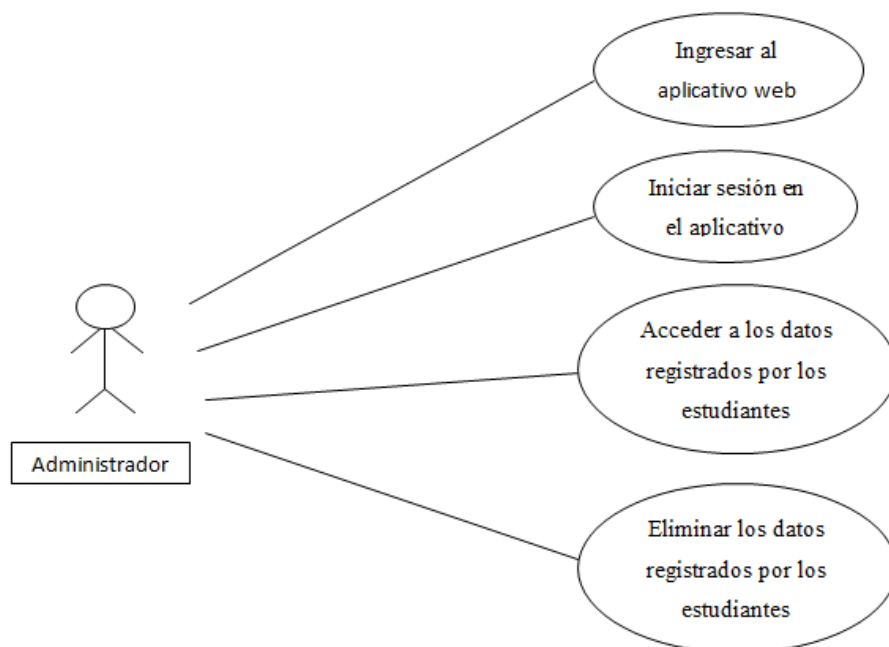 Ingresar al
aplicativo web
Iniciar sesión en
el aplicativo
Acceder a los datos
registrados por los
estudiantes
Administrador
Eliminar los datos
registrados por los
estudiantes